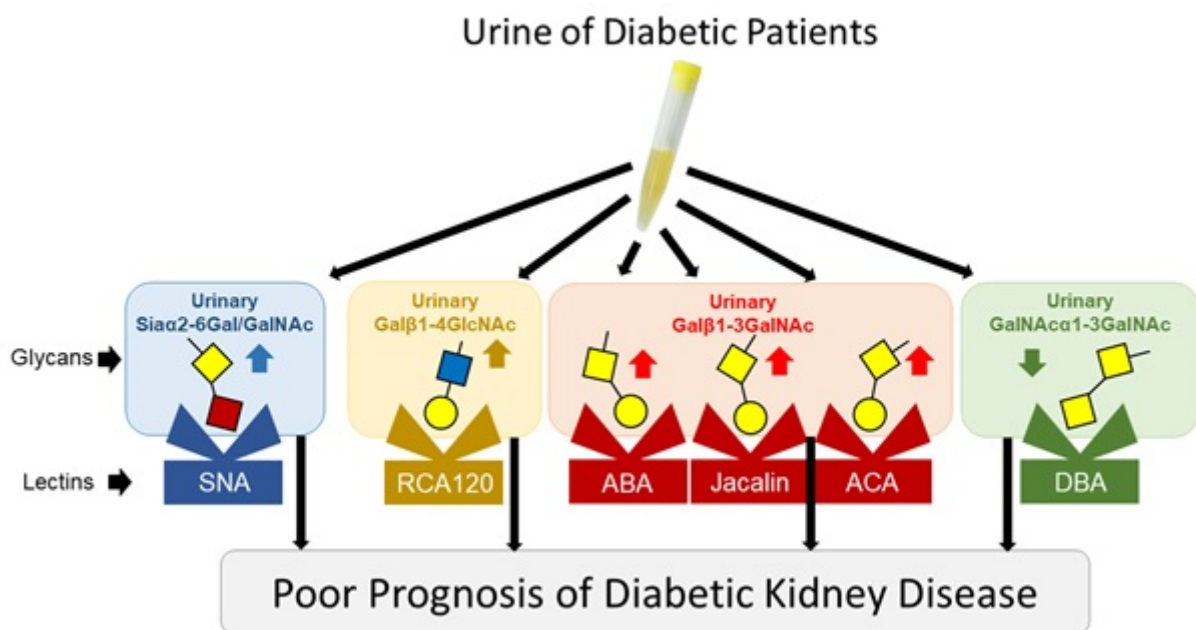 Urine of Diabetic Patients
Urinary
Siaα2-6Gal/GalNAc
Urinary
Galβ1-4GlcNAc
Urinary
Galβ1-3GalNAc
Urinary
GalNAcα1-3GalNAc
Glycans
Lectins
SNA
RCA120
ABA
Jacalin
ACA
DBA
Poor Prognosis of Diabetic Kidney Disease